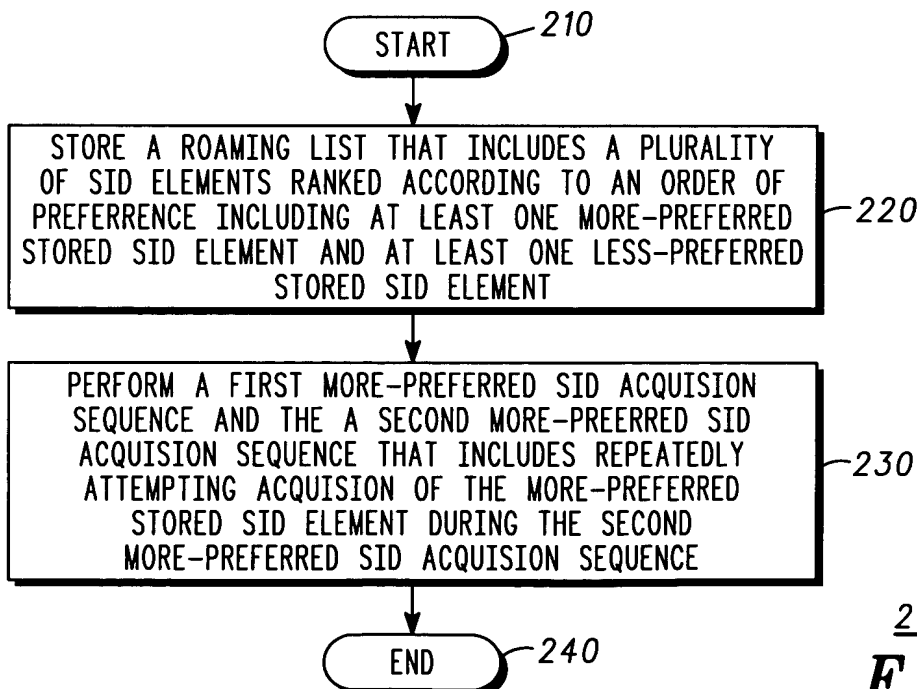 START
210
STORE A ROAMING LIST THAT INCLUDES A PLURALITY
OF SID ELEMENTS RANKED ACCORDING TO AN ORDER OF
PREFERRENCE INCLUDING AT LEAST ONE MORE-PREFERRED
STORED SID ELEMENT AND AT LEAST ONE LESS-PREFERRED
STORED SID ELEMENT
220
PERFORM A FIRST MORE-PREFERRED SID ACQUISION
SEQUENCE AND THE A SECOND MORE-PREERRED SID
ACQUISION SEQUENCE THAT INCLUDES REPEATEDLY
ATTEMPTING ACQUISION OF THE MORE-PREFERRED
STORED SID ELEMENT DURING THE SECOND
MORE-PREFERRED SID ACQUISION SEQUENCE
230
END
240
2
F